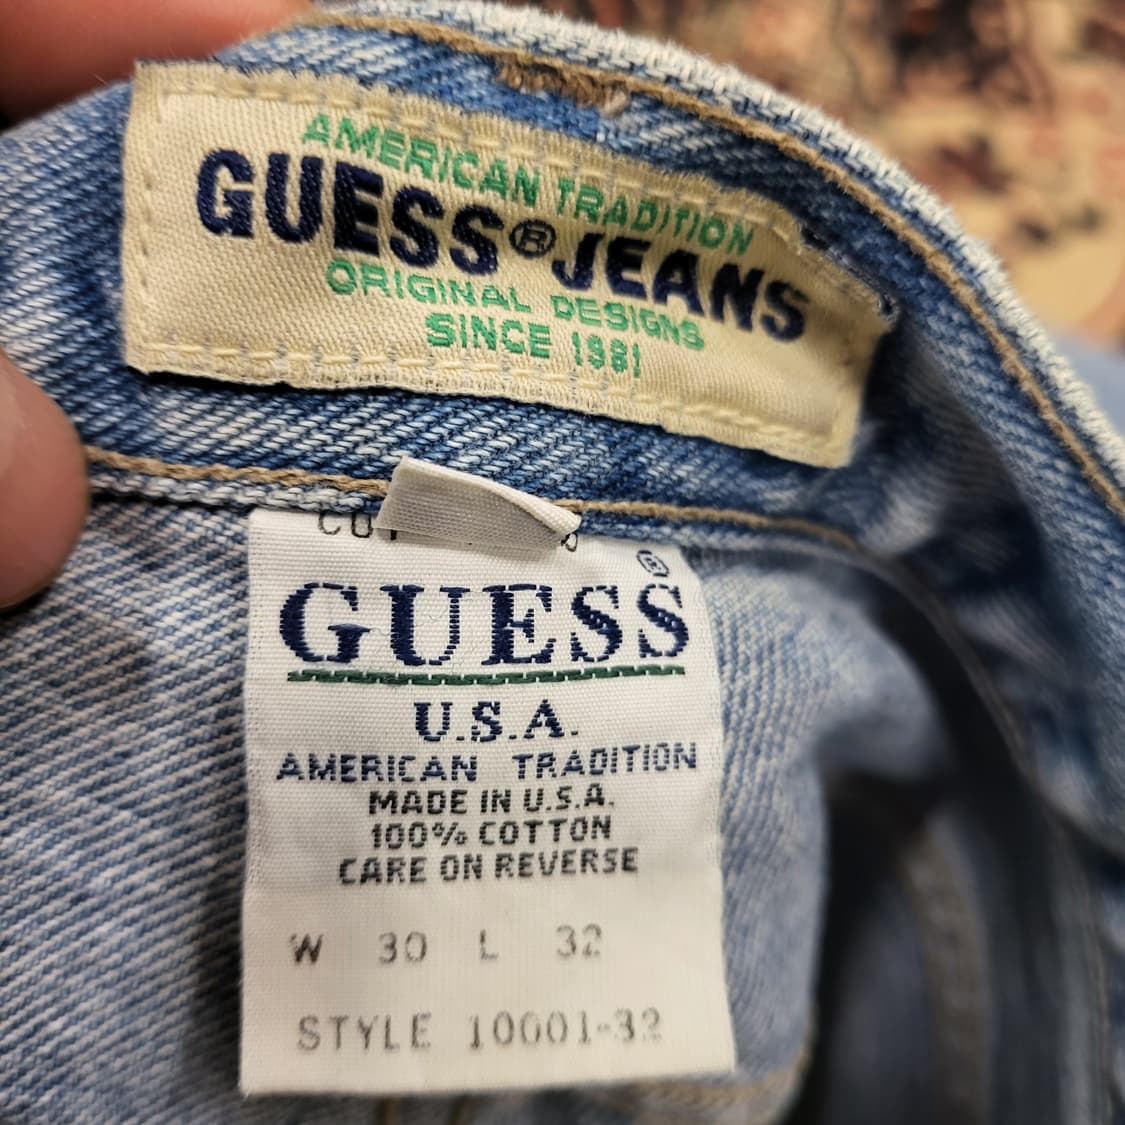 AMERICAN TRADITION
GUESS® JEANS
ORIGINAL DESIGNS
SINCE 1981
GUESS®
U.S.A.
AMERICAN TRADITION
MADE IN U.S.A.
100% COTTON
CARE ON REVERSE
W 30 L 32
STYLE 10001-32